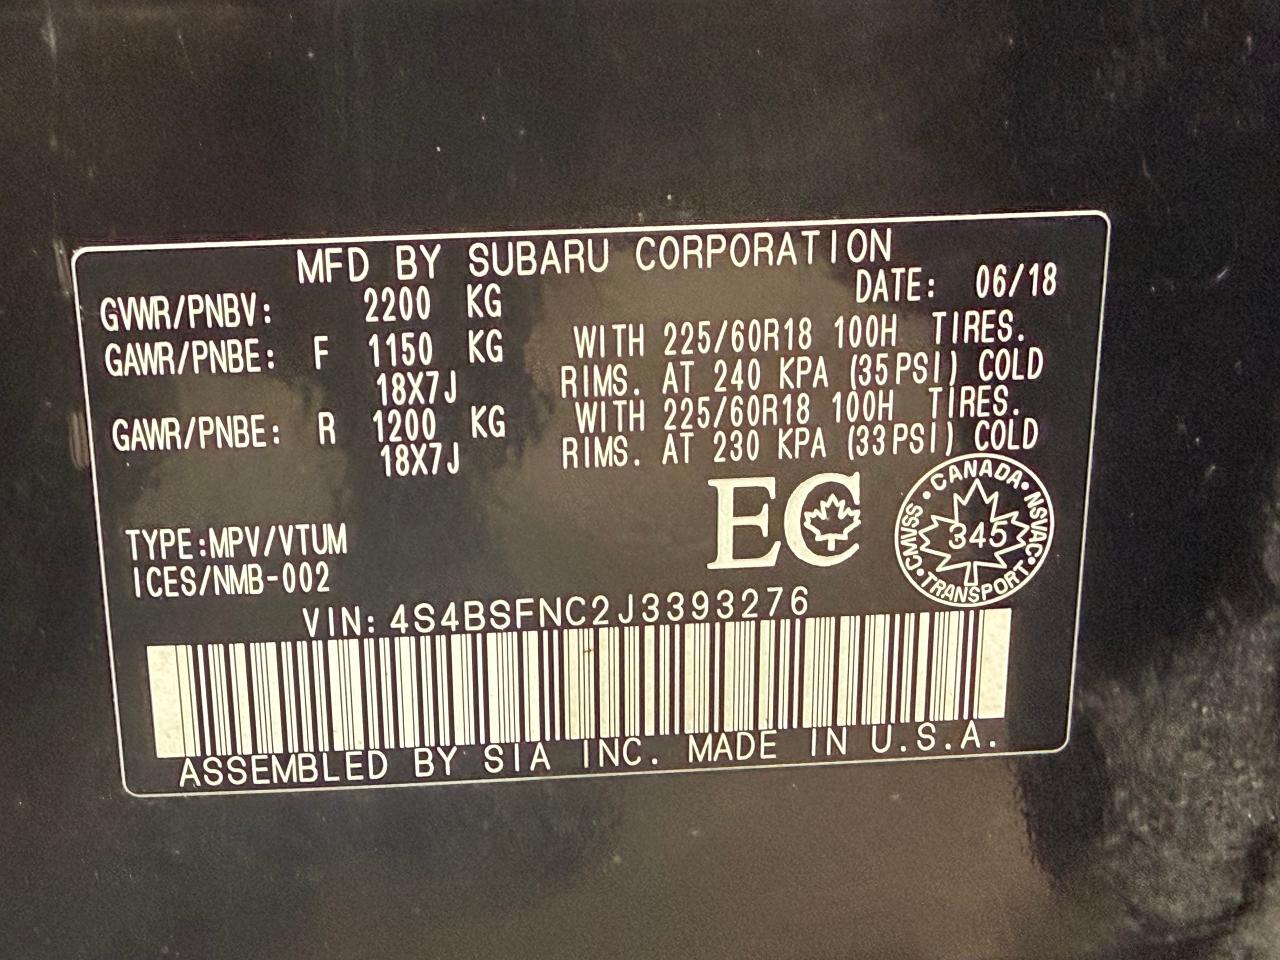 MFD BY SUBARU CORPORATION
GVWR/PNBV: 2200 KG DATE: 06/18
GAWR/PNBE: F 1150 KG WITH 225/60R18 100H TIRES.
18X7J RIMS. AT 240 KPA (35PSI) COLD
GAWR/PNBE: R 1200 KG WITH 225/60R18 100H TIRES.
18X7J RIMS. AT 230 KPA (33PSI) COLD
EC
CANADA • NSVAC • TRANSPORT • CMVSS •
345
TYPE:MPV/VTUM
ICES/NMB-002
VIN: 4S4BSFNC2J3393276
ASSEMBLED BY SIA INC. MADE IN U.S.A.